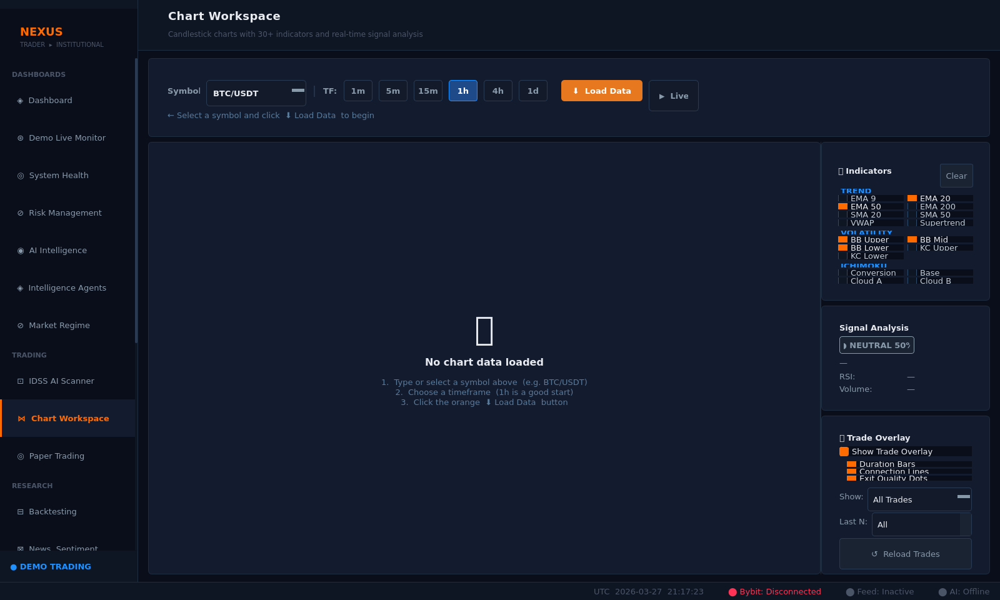 NEXUS
TRADER ▸ INSTITUTIONAL
DASHBOARDS
◈ Dashboard
⊛ Demo Live Monitor
◎ System Health
⊘ Risk Management
◉ AI Intelligence
◈ Intelligence Agents
⊘ Market Regime
TRADING
⊡ IDSS AI Scanner
⋈ Chart Workspace
◎ Paper Trading
RESEARCH
⊟ Backtesting
⊠ News Sentiment
● DEMO TRADING
Chart Workspace
Candlestick charts with 30+ indicators and real-time signal analysis
Symbol BTC/USDT | TF: 1m 5m 15m 1h 4h 1d ⬇ Load Data ▶ Live
← Select a symbol and click ⬇ Load Data to begin
No chart data loaded
1. Type or select a symbol above (e.g. BTC/USDT)
2. Choose a timeframe (1h is a good start)
3. Click the orange ⬇ Load Data button
Indicators Clear
TREND
EMA 9 EMA 20
EMA 50 EMA 200
SMA 20 SMA 50
VWAP Supertrend
VOLATILITY
BB Upper BB Mid
BB Lower KC Upper
KC Lower
ICHIMOKU
Conversion Base
Cloud A Cloud B
Signal Analysis
◗ NEUTRAL 50%
—
RSI: —
Volume: —
Trade Overlay
Show Trade Overlay
Duration Bars
Connection Lines
Exit Quality Dots
Show: All Trades
Last N: All
↺ Reload Trades
UTC 2026-03-27 21:17:23 ● Bybit: Disconnected ● Feed: Inactive ● AI: Offline